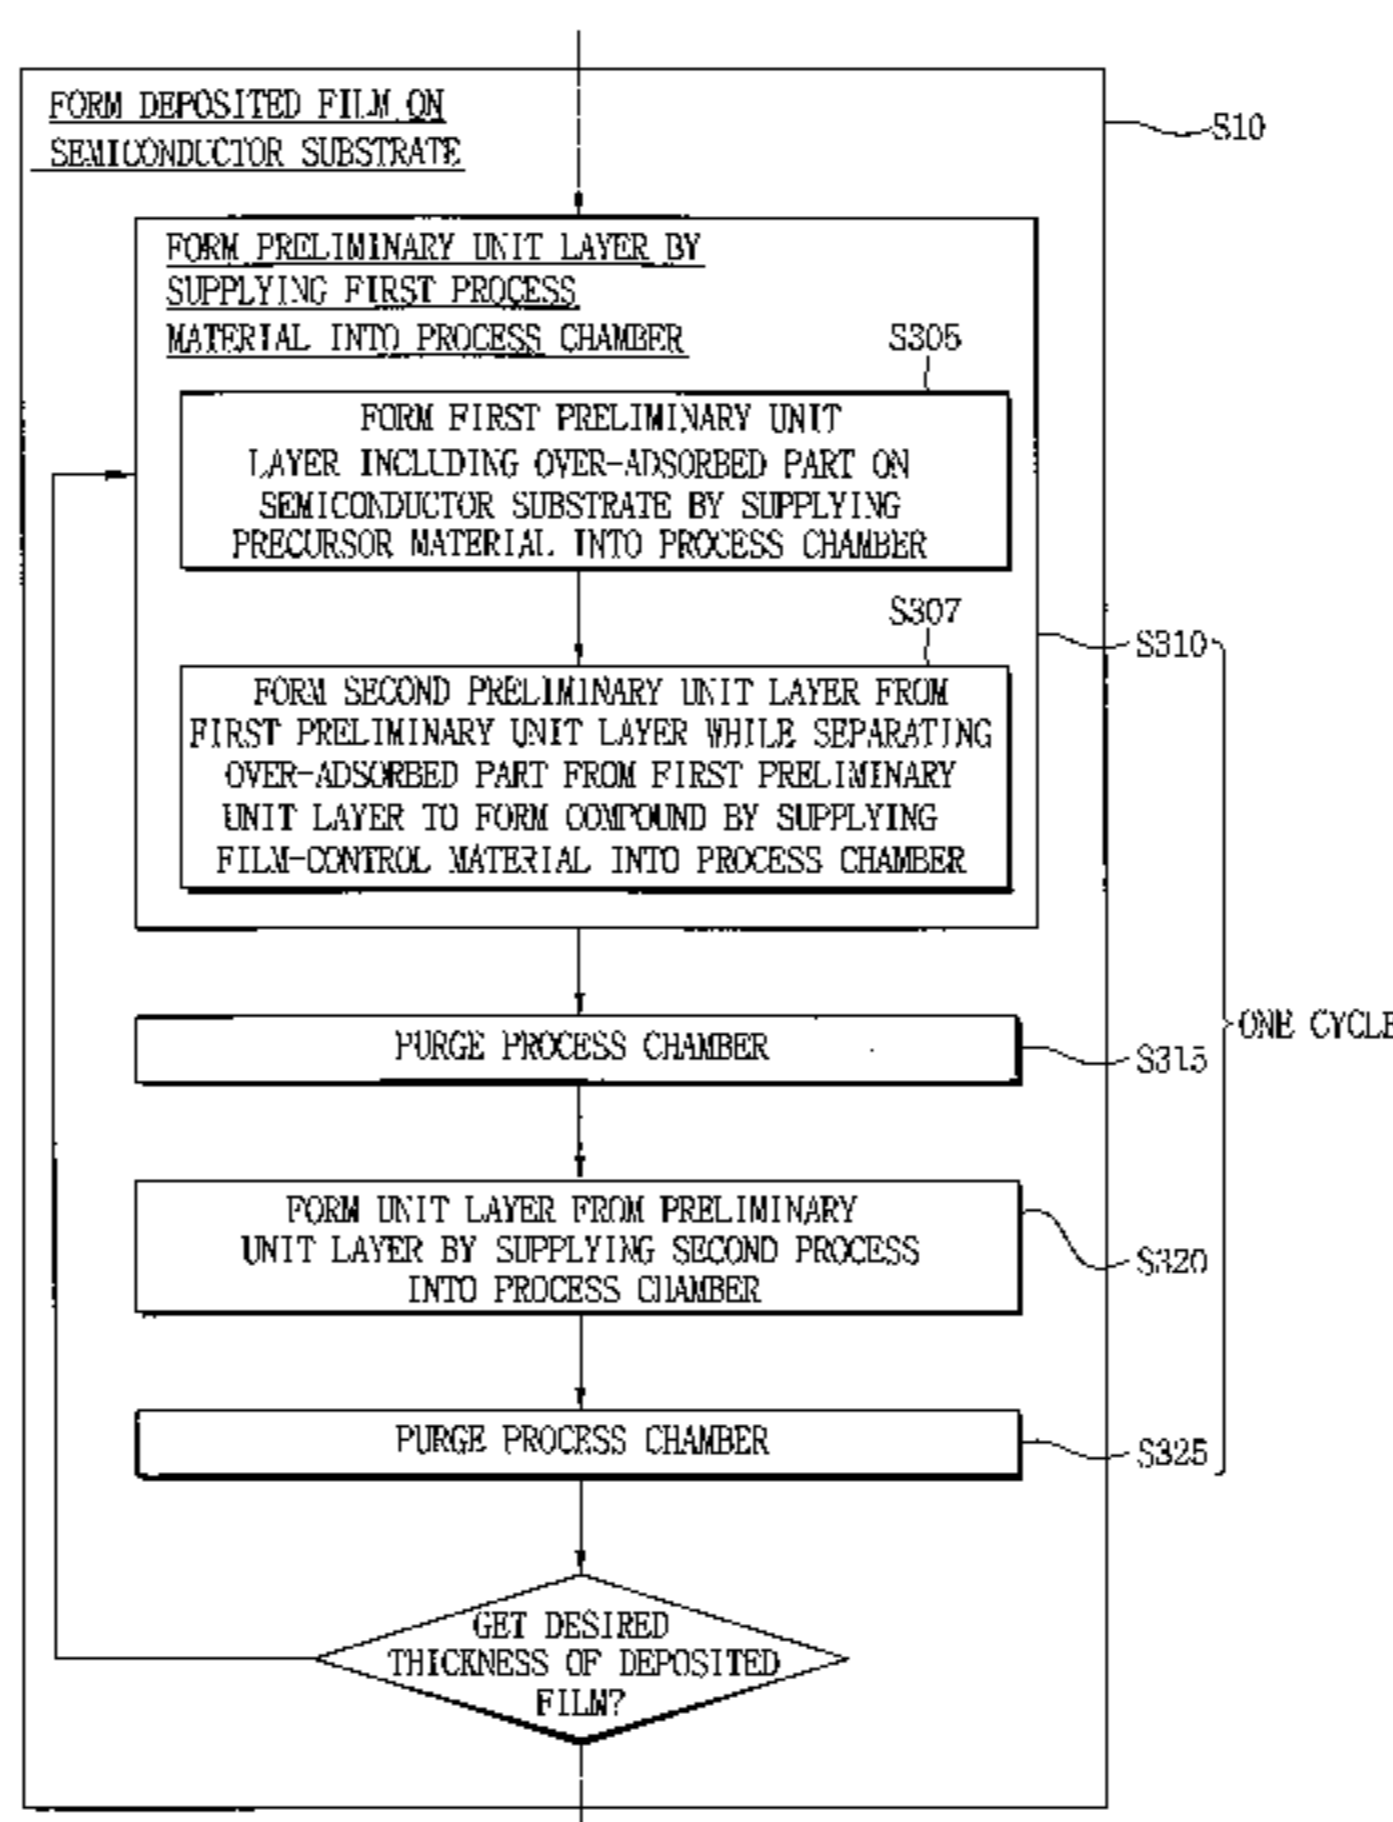 FORM DEPOSITED FILM ON
SEMICONDUCTOR SUBSTRATE
S10
FORM PRELIMINARY UNIT LAYER BY
SUPPLYING FIRST PROCESS
MATERIAL INTO PROCESS CHAMBER
S305
FORM FIRST PRELIMINARY UNIT
LAYER INCLUDING OVER-ADSORBED PART ON
SEMICONDUCTOR SUBSTRATE BY SUPPLYING
PRECURSOR MATERIAL INTO PROCESS CHAMBER
S307
S310
FORM SECOND PRELIMINARY UNIT LAYER FROM
FIRST PRELIMINARY UNIT LAYER WHILE SEPARATING
OVER-ADSORBED PART FROM FIRST PRELIMINARY
UNIT LAYER TO FORM COMPOUND BY SUPPLYING
FILM-CONTROL MATERIAL INTO PROCESS CHAMBER
ONE CYCLE
PURGE PROCESS CHAMBER
S315
FORM UNIT LAYER FROM PRELIMINARY
UNIT LAYER BY SUPPLYING SECOND PROCESS
INTO PROCESS CHAMBER
S320
PURGE PROCESS CHAMBER
S325
GET DESIRED
THICKNESS OF DEPOSITED
FILM?